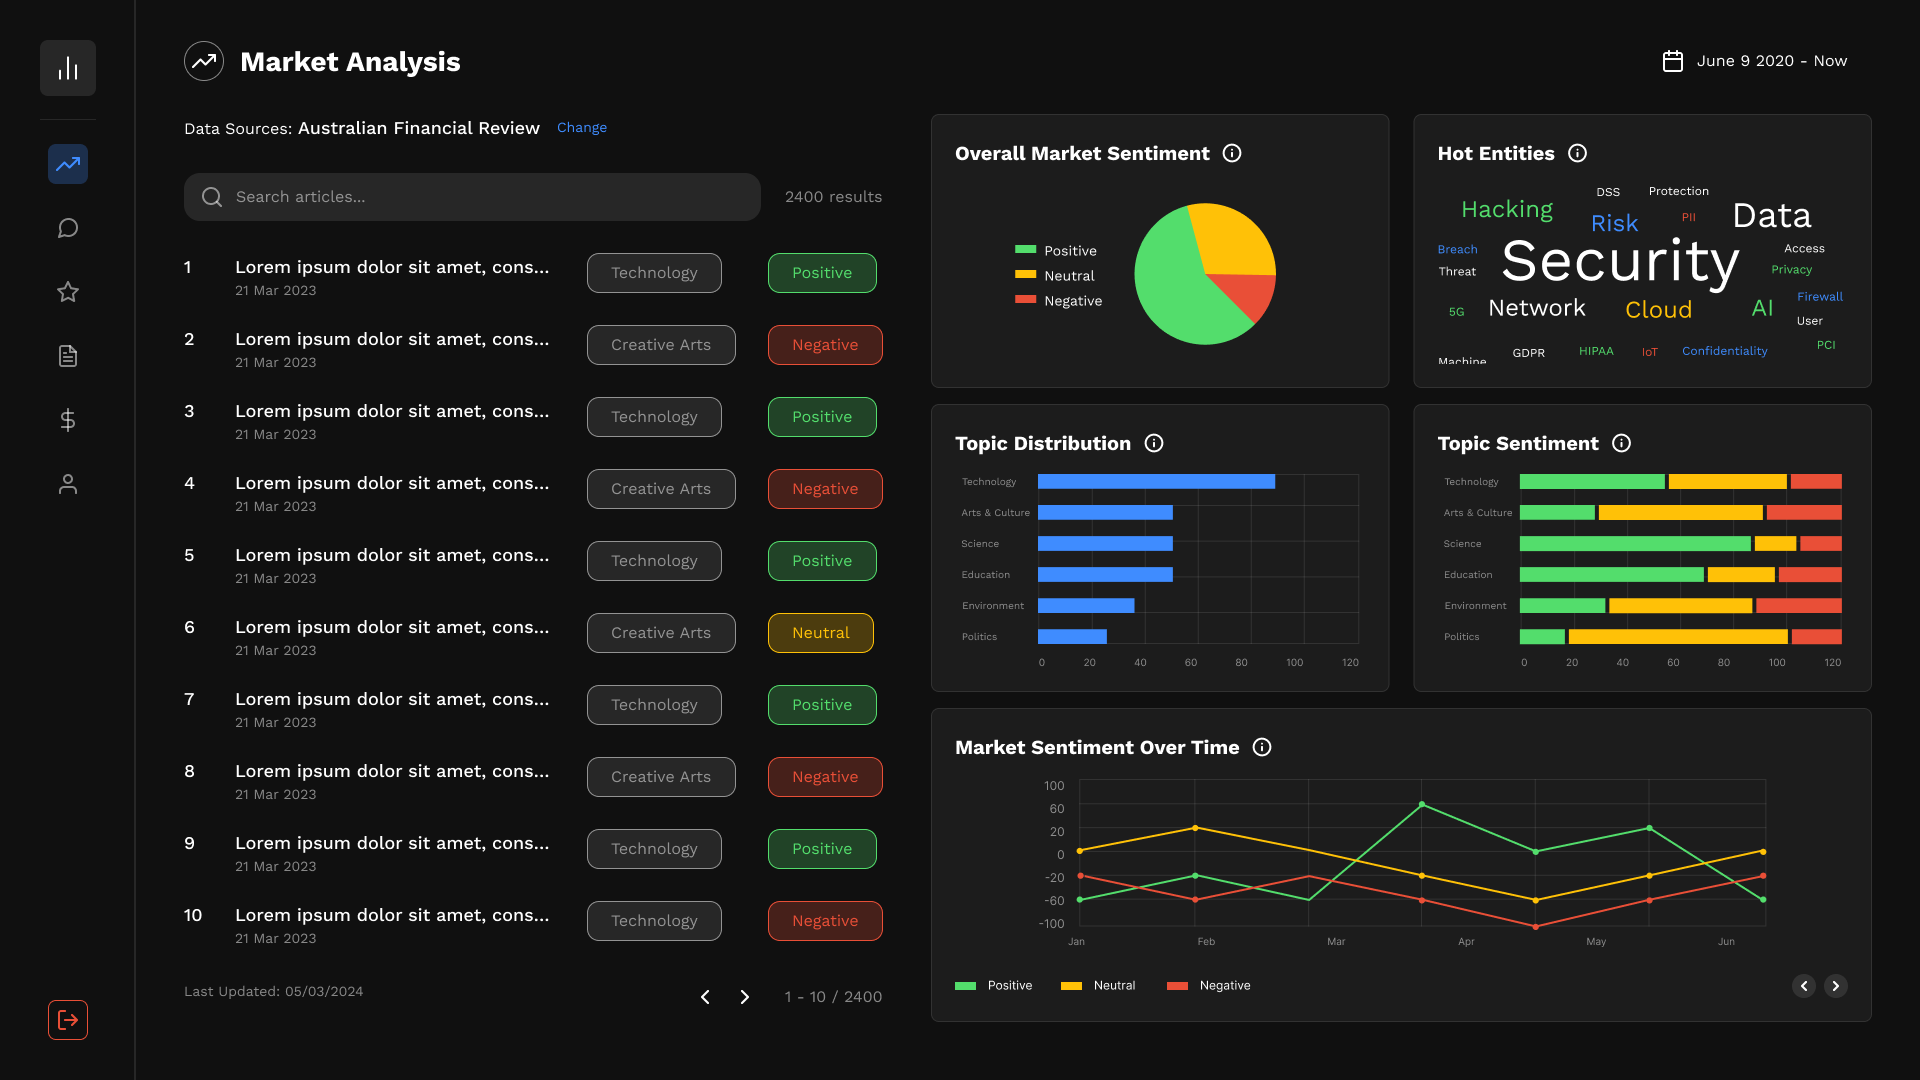 Market Analysis
June 9 2020 - Now
Data Sources: Australian Financial Review Change
Search articles...
2400 results
1 Lorem ipsum dolor sit amet, cons... Technology Positive
21 Mar 2023
2 Lorem ipsum dolor sit amet, cons... Creative Arts Negative
21 Mar 2023
3 Lorem ipsum dolor sit amet, cons... Technology Positive
21 Mar 2023
4 Lorem ipsum dolor sit amet, cons... Creative Arts Negative
21 Mar 2023
5 Lorem ipsum dolor sit amet, cons... Technology Positive
21 Mar 2023
6 Lorem ipsum dolor sit amet, cons... Creative Arts Neutral
21 Mar 2023
7 Lorem ipsum dolor sit amet, cons... Technology Positive
21 Mar 2023
8 Lorem ipsum dolor sit amet, cons... Creative Arts Negative
21 Mar 2023
9 Lorem ipsum dolor sit amet, cons... Technology Positive
21 Mar 2023
10 Lorem ipsum dolor sit amet, cons... Technology Negative
21 Mar 2023
Last Updated: 05/03/2024
1 - 10 / 2400
Overall Market Sentiment
Positive
Neutral
Negative
Hot Entities
DSS Protection
Hacking Risk PII Data
Breach Security Access
Threat Privacy
5G Network Cloud AI Firewall
User
Machine GDPR HIPAA IoT Confidentiality PCI
Topic Distribution
Technology
Arts & Culture
Science
Education
Environment
Politics
0 20 40 60 80 100 120
Topic Sentiment
Technology
Arts & Culture
Science
Education
Environment
Politics
0 20 40 60 80 100 120
Market Sentiment Over Time
100
60
20
0
-20
-60
-100
Jan Feb Mar Apr May Jun
Positive Neutral Negative